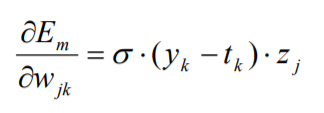 ∂E_m/∂w_jk = σ · (y_k − t_k) · z_j